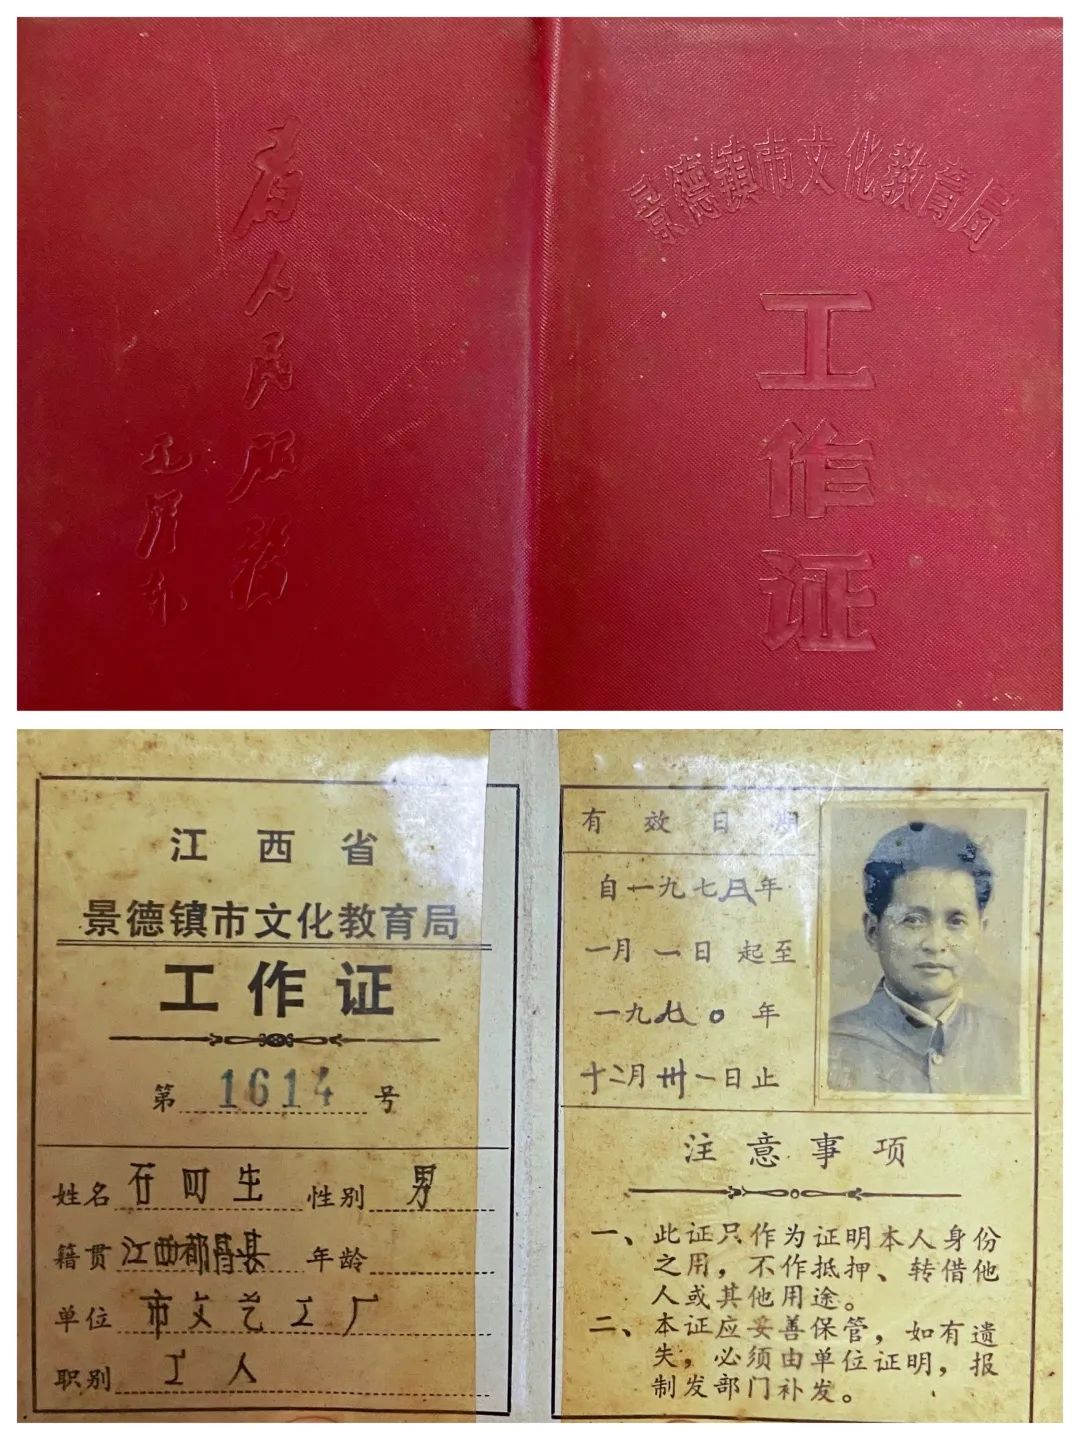 为人民服务
毛泽东
景德镇市文化教育局
工作证
江西省
景德镇市文化教育局
工作证
第 1614 号
姓名 石四生 性别 男
籍贯 江西都昌县 年龄
单位 市文艺工厂
职别 工人
有效日期
自一九七 年
一月一日起至
一九七〇年
十二月卅一日止
注意事项
一、此证只作为证明本人身份
之用，不作抵押、转借他
人或其他用途。
二、本证应妥善保管，如有遗
失，必须由单位证明，报
制发部门补发。